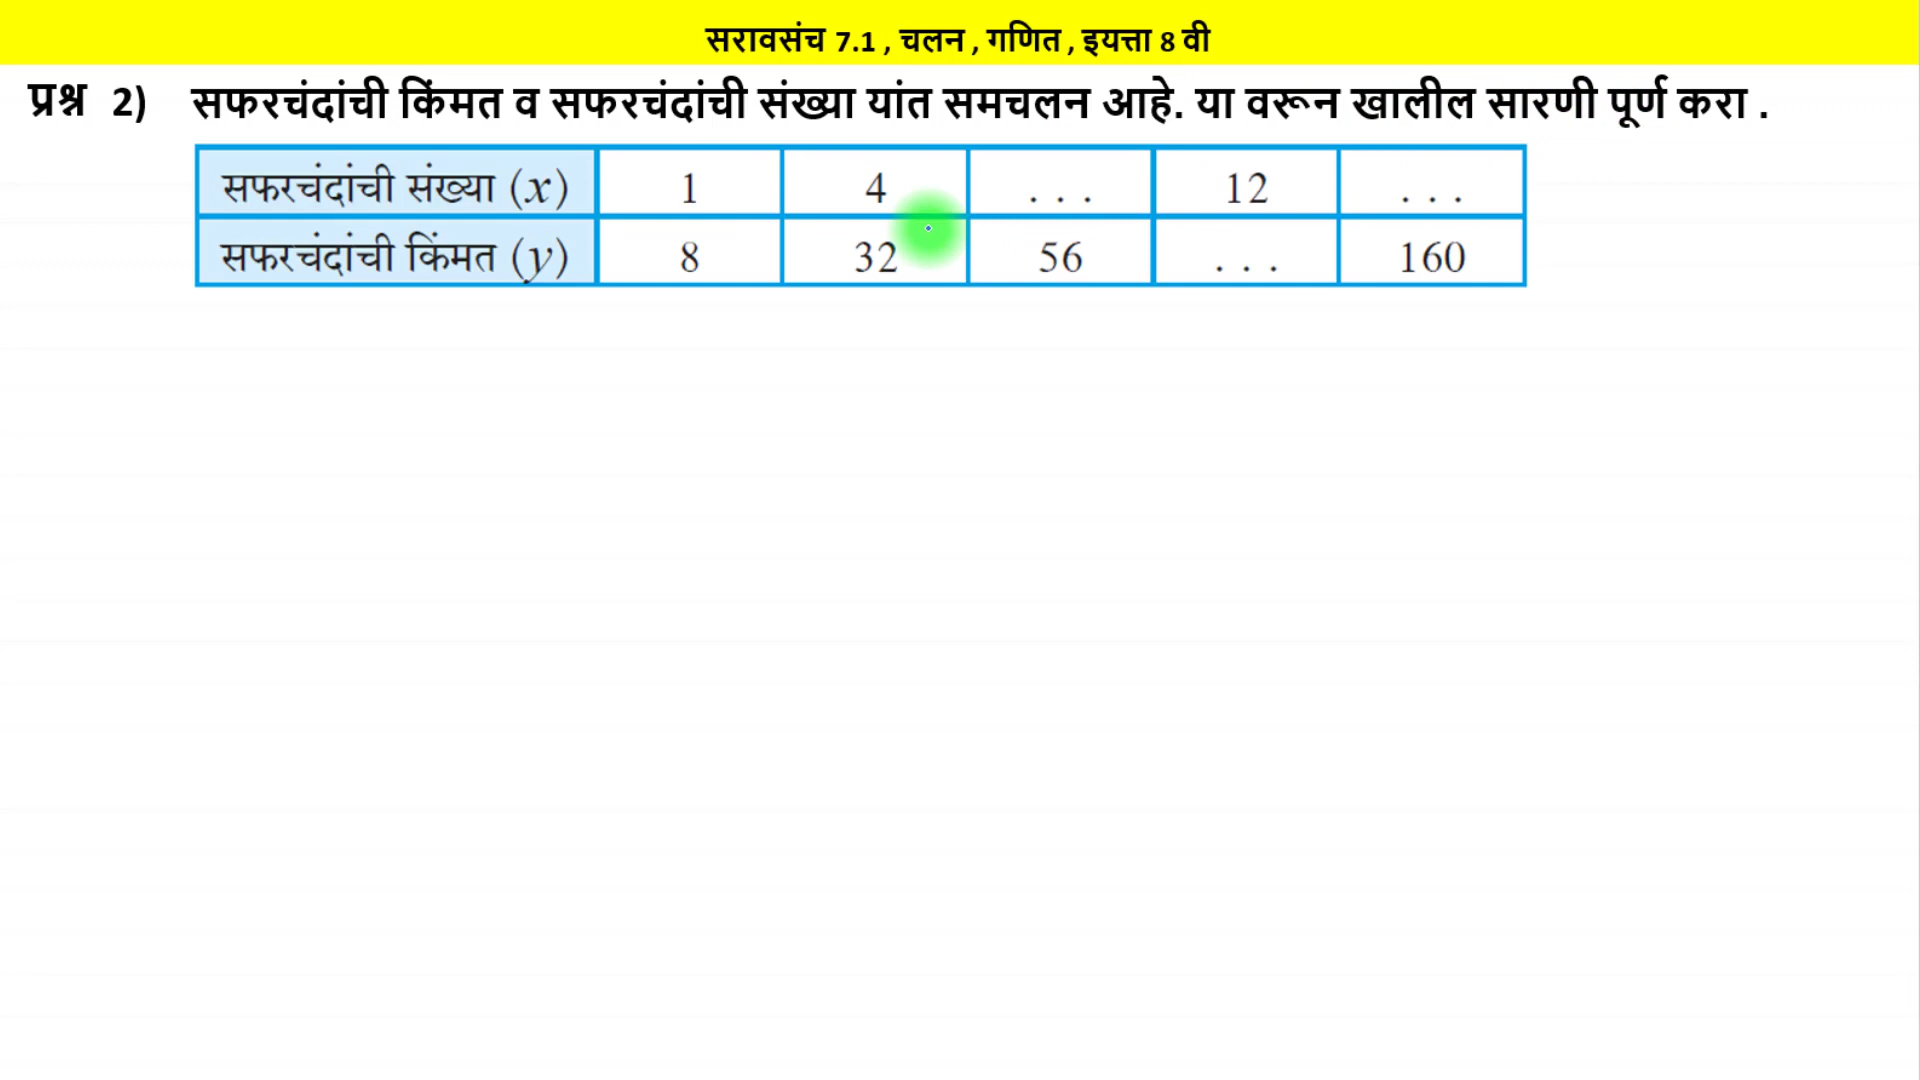 सरावसंच 7.1 , चलन , गणित , इयत्ता 8 वी
प्रश्न 2) सफरचंदांची किंमत व सफरचंदांची संख्या यांत समचलन आहे. या वरून खालील सारणी पूर्ण करा .
सफरचंदांची संख्या (x) 1 4 . . . 12 . . .
सफरचंदांची किंमत (y) 8 32 56 . . . 160